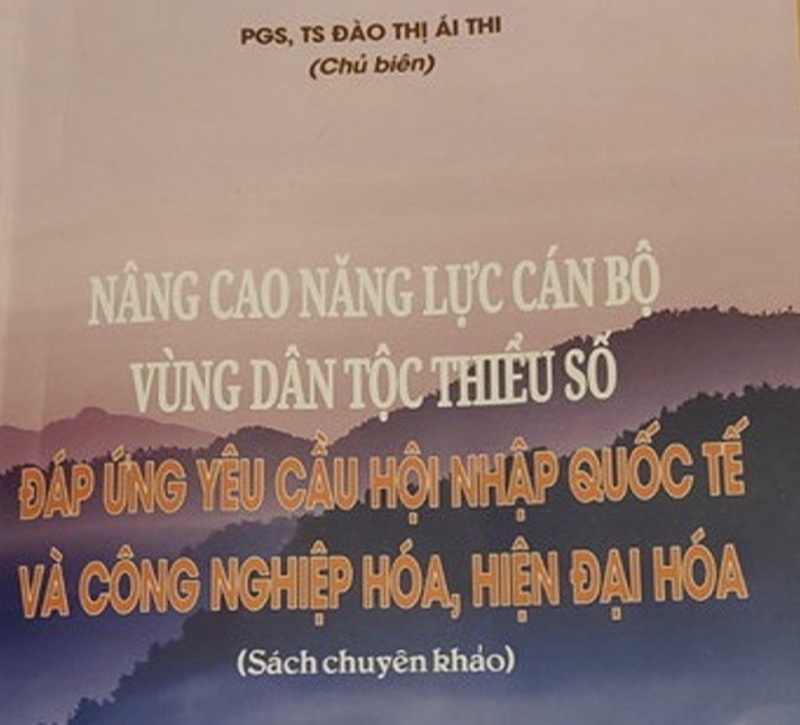 PGS, TS ĐÀO THỊ ÁI THI
(Chủ biên)
NÂNG CAO NĂNG LỰC CÁN BỘ
VÙNG DÂN TỘC THIỂU SỐ
ĐÁP ỨNG YÊU CẦU HỘI NHẬP QUỐC TẾ
VÀ CÔNG NGHIỆP HÓA, HIỆN ĐẠI HÓA
(Sách chuyên khảo)